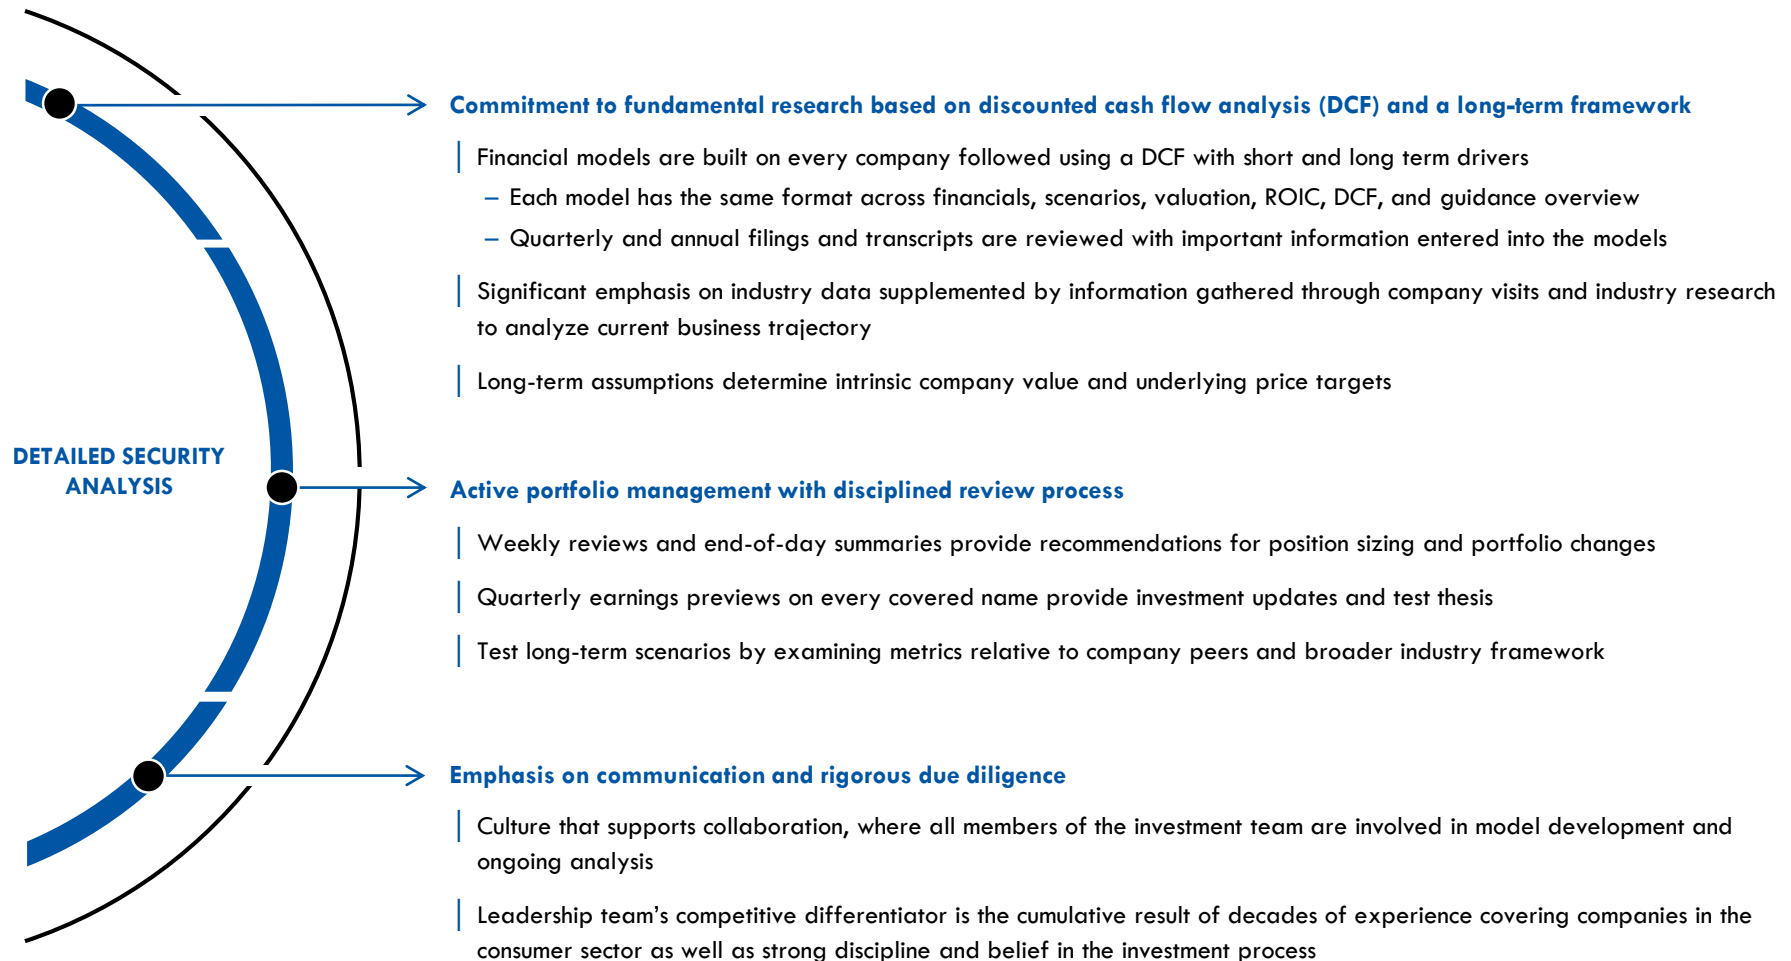 Commitment to fundamental research based on discounted cash flow analysis (DCF) and a long-term framework
Financial models are built on every company followed using a DCF with short and long term drivers
– Each model has the same format across financials, scenarios, valuation, ROIC, DCF, and guidance overview
– Quarterly and annual filings and transcripts are reviewed with important information entered into the models
Significant emphasis on industry data supplemented by information gathered through company visits and industry research
to analyze current business trajectory
Long-term assumptions determine intrinsic company value and underlying price targets
DETAILED SECURITY
ANALYSIS
Active portfolio management with disciplined review process
Weekly reviews and end-of-day summaries provide recommendations for position sizing and portfolio changes
Quarterly earnings previews on every covered name provide investment updates and test thesis
Test long-term scenarios by examining metrics relative to company peers and broader industry framework
Emphasis on communication and rigorous due diligence
Culture that supports collaboration, where all members of the investment team are involved in model development and
ongoing analysis
Leadership team’s competitive differentiator is the cumulative result of decades of experience covering companies in the
consumer sector as well as strong discipline and belief in the investment process